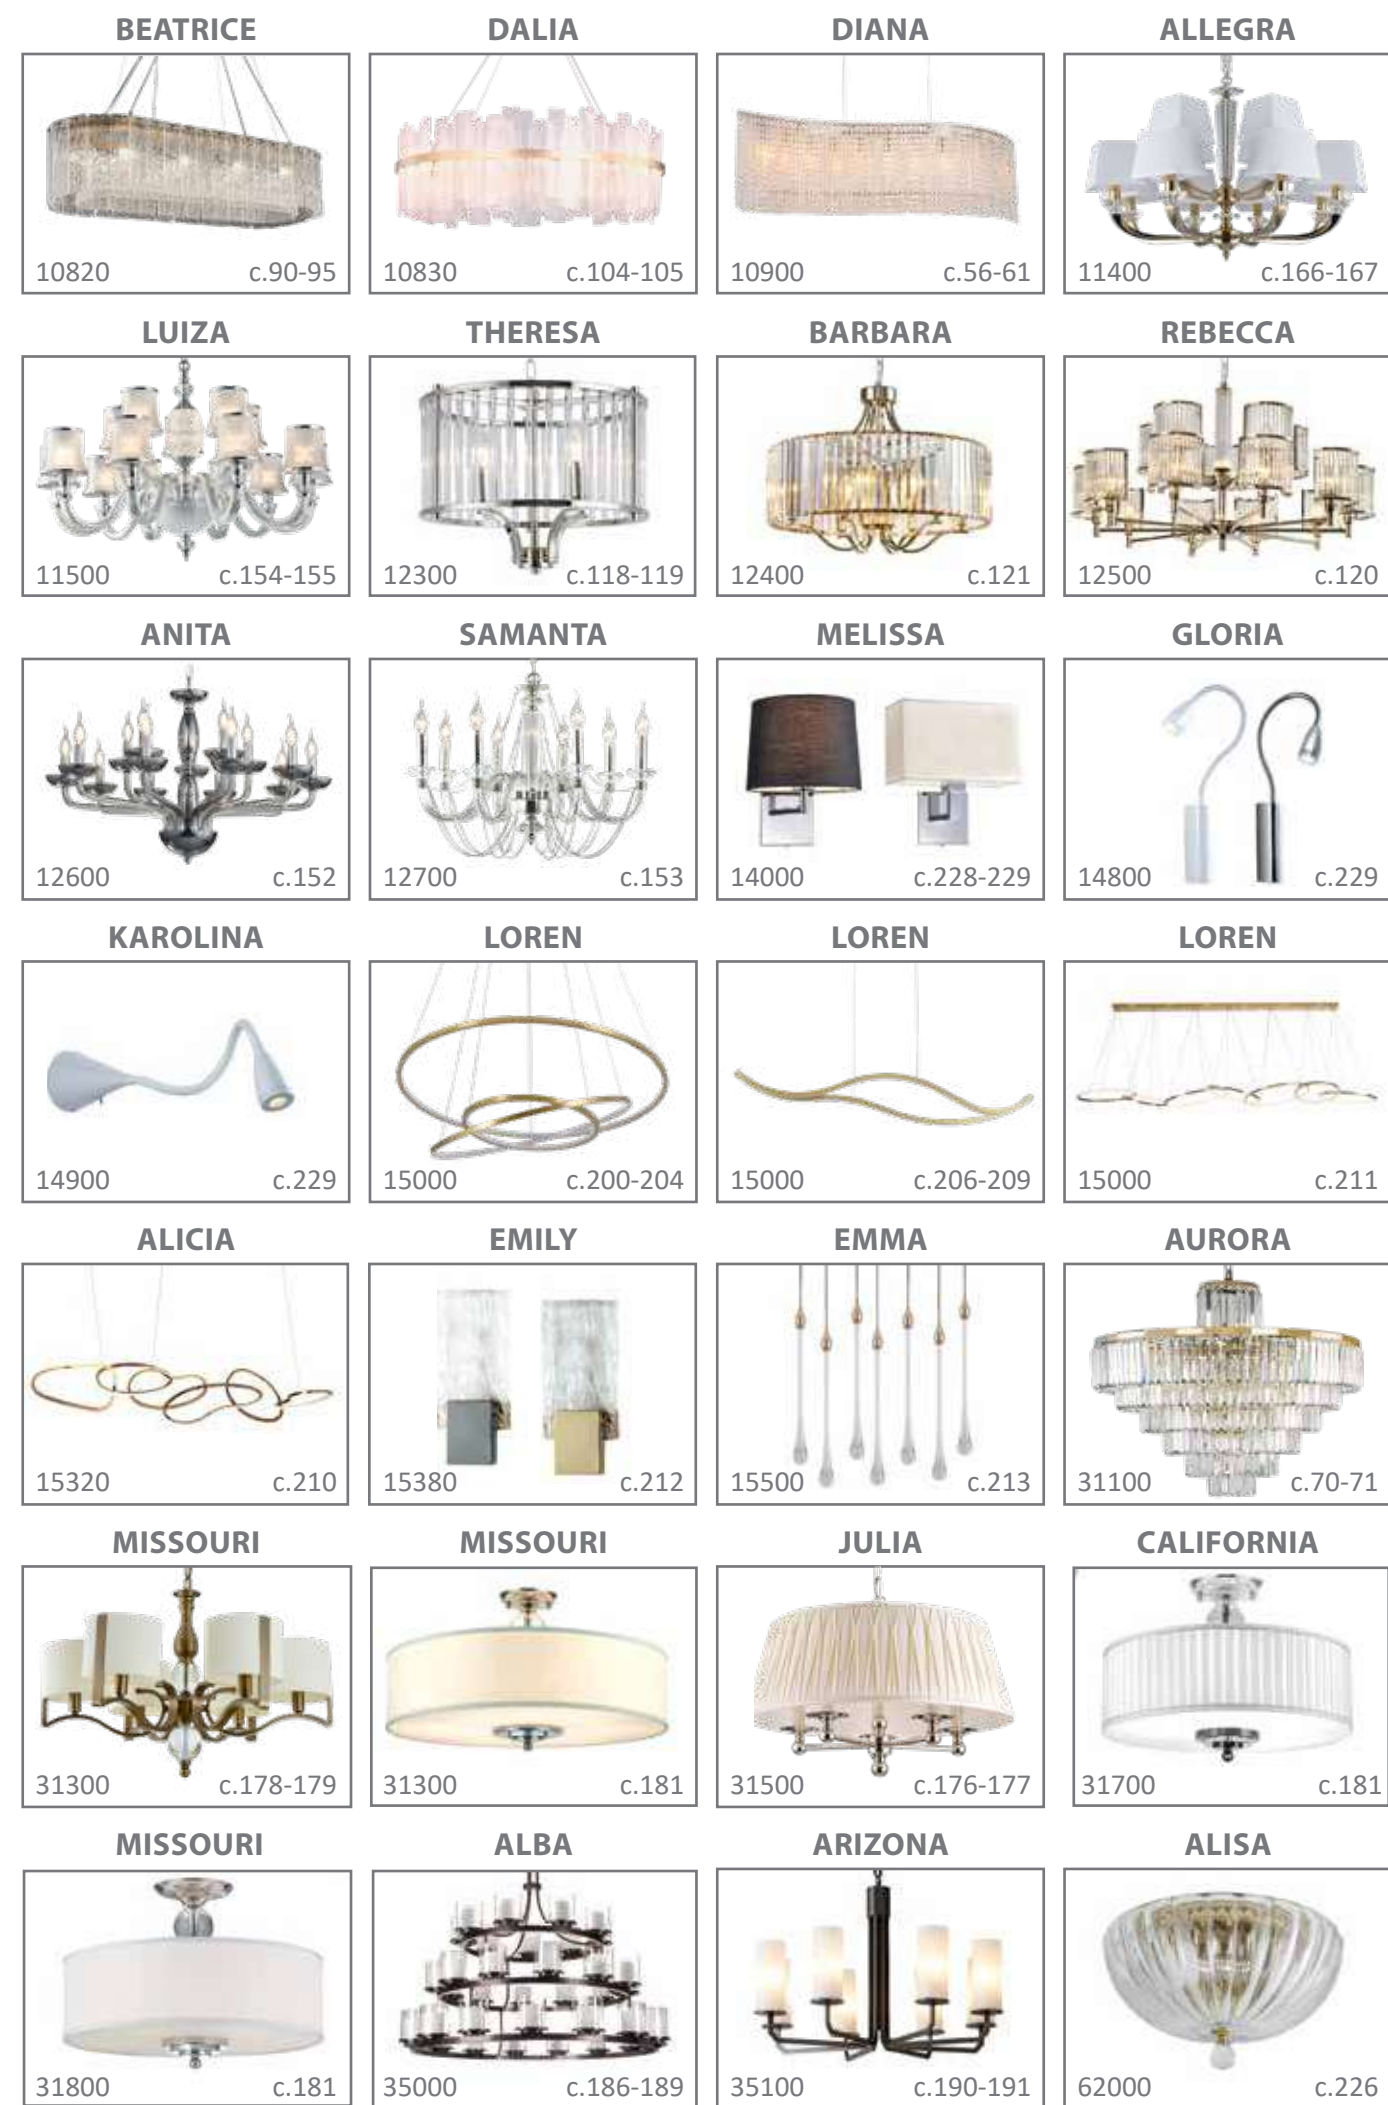 BEATRICE DALIA DIANA ALLEGRA
10820 с.90-95 10830 с.104-105 10900 с.56-61 11400 с.166-167
LUIZA THERESA BARBARA REBECCA
11500 с.154-155 12300 с.118-119 12400 с.121 12500 с.120
ANITA SAMANTA MELISSA GLORIA
12600 с.152 12700 с.153 14000 с.228-229 14800 с.229
KAROLINA LOREN LOREN LOREN
14900 с.229 15000 с.200-204 15000 с.206-209 15000 с.211
ALICIA EMILY EMMA AURORA
15320 с.210 15380 с.212 15500 с.213 31100 с.70-71
MISSOURI MISSOURI JULIA CALIFORNIA
31300 с.178-179 31300 с.181 31500 с.176-177 31700 с.181
MISSOURI ALBA ARIZONA ALISA
31800 с.181 35000 с.186-189 35100 с.190-191 62000 с.226